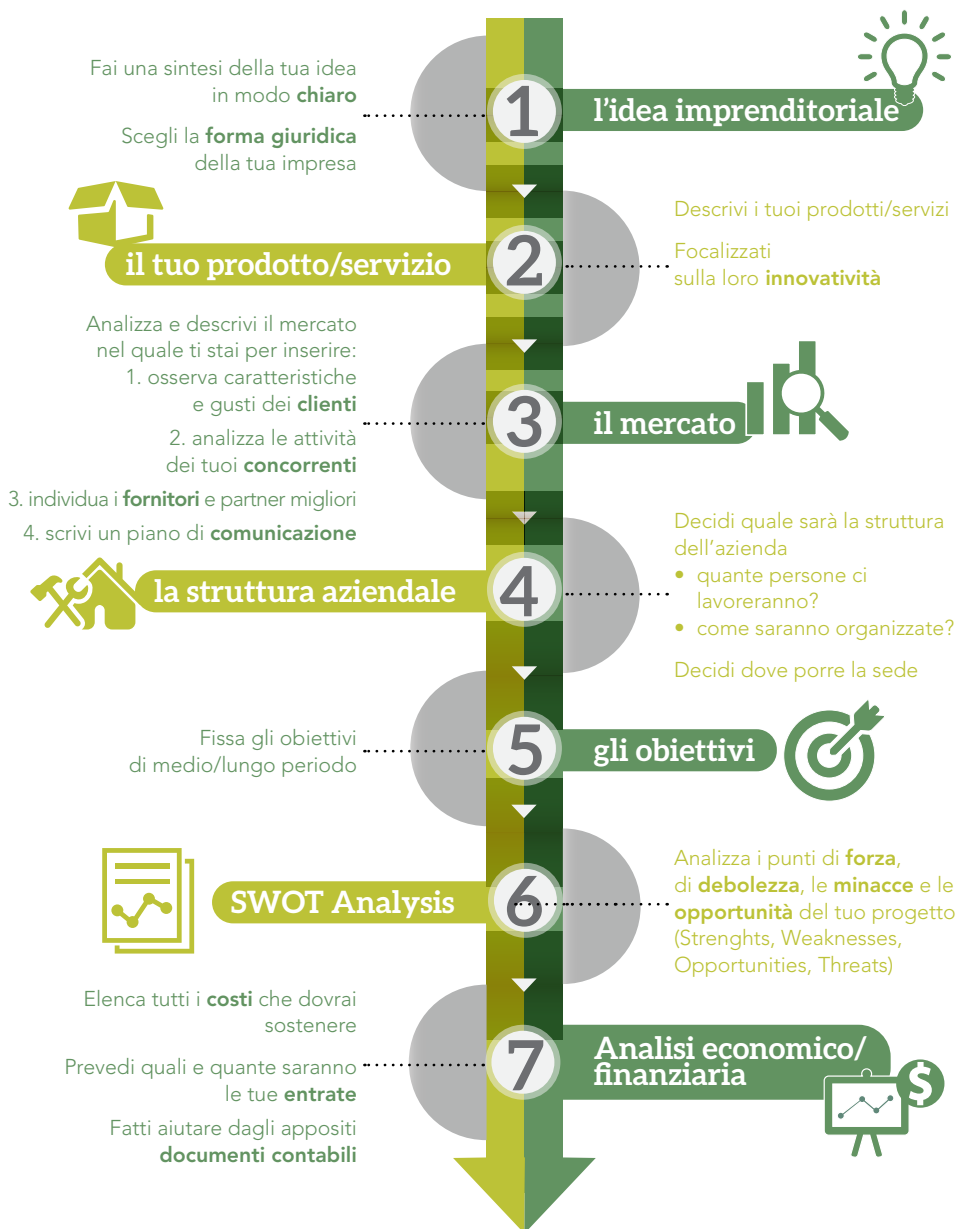 Fai una sintesi della tua idea
in modo chiaro
Scegli la forma giuridica
della tua impresa
1
l'idea imprenditoriale
il tuo prodotto/servizio
2
Descrivi i tuoi prodotti/servizi
Focalizzati
sulla loro innovatività
Analizza e descrivi il mercato
nel quale ti stai per inserire:
1. osserva caratteristiche
e gusti dei clienti
2. analizza le attività
dei tuoi concorrenti
3. individua i fornitori e partner migliori
4. scrivi un piano di comunicazione
3
il mercato
la struttura aziendale
4
Decidi quale sarà la struttura
dell'azienda
• quante persone ci
lavoreranno?
• come saranno organizzate?
Decidi dove porre la sede
Fissa gli obiettivi
di medio/lungo periodo
5
gli obiettivi
SWOT Analysis
6
Analizza i punti di forza,
di debolezza, le minacce e le
opportunità del tuo progetto
(Strenghts, Weaknesses,
Opportunities, Threats)
Elenca tutti i costi che dovrai
sostenere
Prevedi quali e quante saranno
le tue entrate
Fatti aiutare dagli appositi
documenti contabili
7
Analisi economico/
finanziaria
$